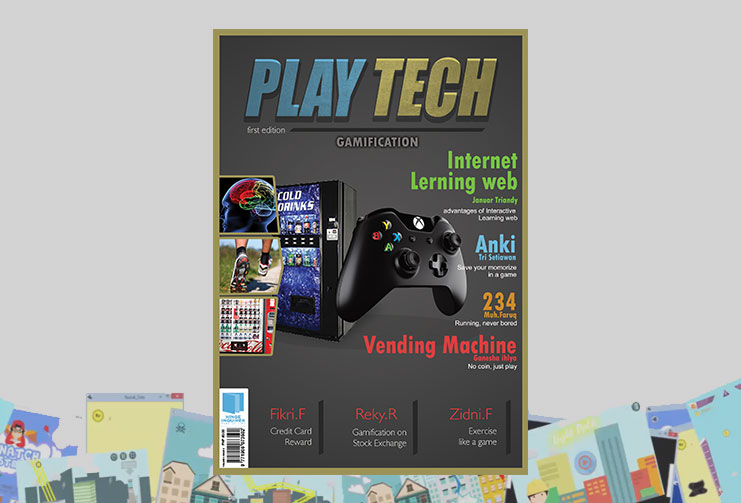 PLAY TECH
first edition
GAMIFICATION
Internet
Lerning web
Januar Triandy
advantages of Interactive
Learning web
COLD
DRINKS
Anki
Tri Setiawan
Save your momorize
in a game
234
Muh.Faruq
Running, never bored
Vending Machine
Ganesha Ihlya
No coin, just play
Fikri.F
Credit Card
Reward
Reky.R
Gamification on
Stock Exchange
Zidni.F
Exercise
like a game